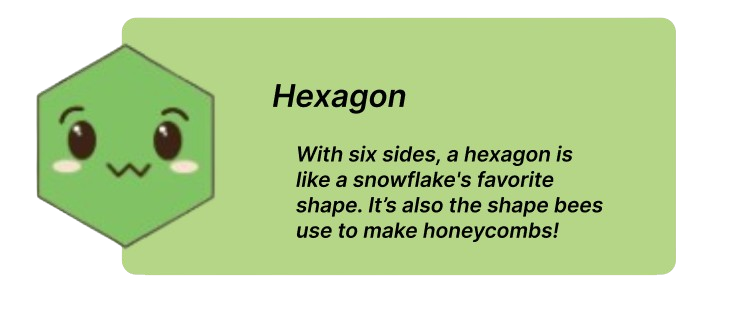 Hexagon
With six sides, a hexagon is
like a snowflake's favorite
shape. It’s also the shape bees
use to make honeycombs!